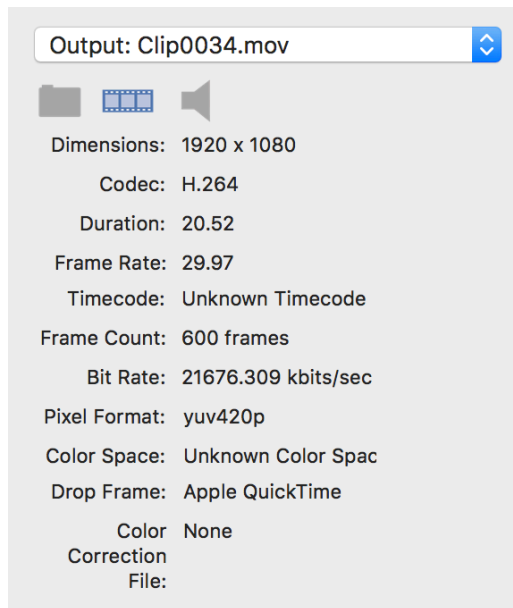 Output: Clip0034.mov
Dimensions: 1920 x 1080
Codec: H.264
Duration: 20.52
Frame Rate: 29.97
Timecode: Unknown Timecode
Frame Count: 600 frames
Bit Rate: 21676.309 kbits/sec
Pixel Format: yuv420p
Color Space: Unknown Color Spac
Drop Frame: Apple QuickTime
Color None
Correction
File: